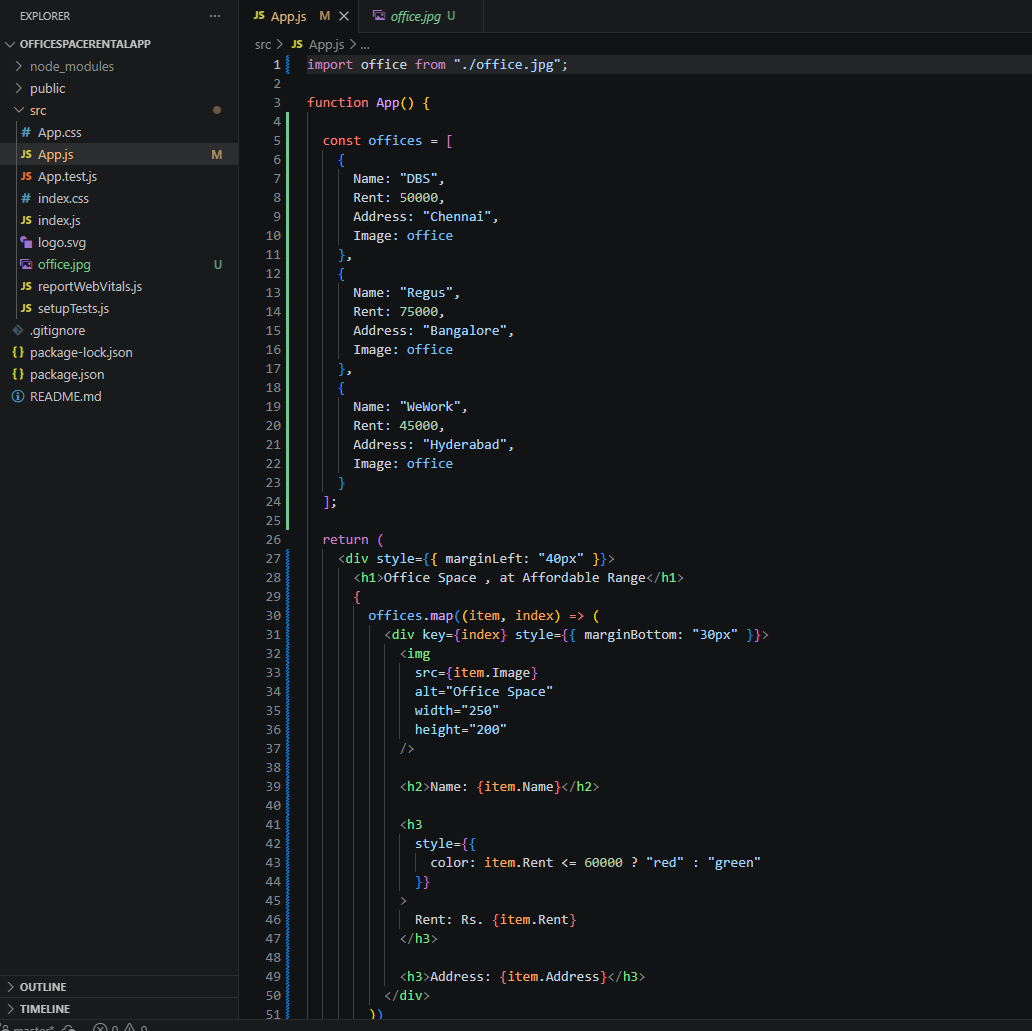 EXPLORER
OFFICESPACERENTALAPP
node_modules
public
src
# App.css
JS App.js M
JS App.test.js
# index.css
JS index.js
logo.svg
office.jpg U
JS reportWebVitals.js
JS setupTests.js
.gitignore
{} package-lock.json
{} package.json
README.md
OUTLINE
TIMELINE
JS App.js M
office.jpg U
src > JS App.js > ...
1 import office from "./office.jpg";
2
3 function App() {
4
5 const offices = [
6 {
7 Name: "DBS",
8 Rent: 50000,
9 Address: "Chennai",
10 Image: office
11 },
12 {
13 Name: "Regus",
14 Rent: 75000,
15 Address: "Bangalore",
16 Image: office
17 },
18 {
19 Name: "WeWork",
20 Rent: 45000,
21 Address: "Hyderabad",
22 Image: office
23 }
24 ];
25
26 return (
27 <div style={{ marginLeft: "40px" }}>
28 <h1>Office Space , at Affordable Range</h1>
29 {
30 offices.map((item, index) => (
31 <div key={index} style={{ marginBottom: "30px" }}>
32 <img
33 src={item.Image}
34 alt="Office Space"
35 width="250"
36 height="200"
37 />
38
39 <h2>Name: {item.Name}</h2>
40
41 <h3
42 style={{
43 color: item.Rent <= 60000 ? "red" : "green"
44 }}
45 >
46 Rent: Rs. {item.Rent}
47 </h3>
48
49 <h3>Address: {item.Address}</h3>
50 </div>
51 ))
master* 0 0